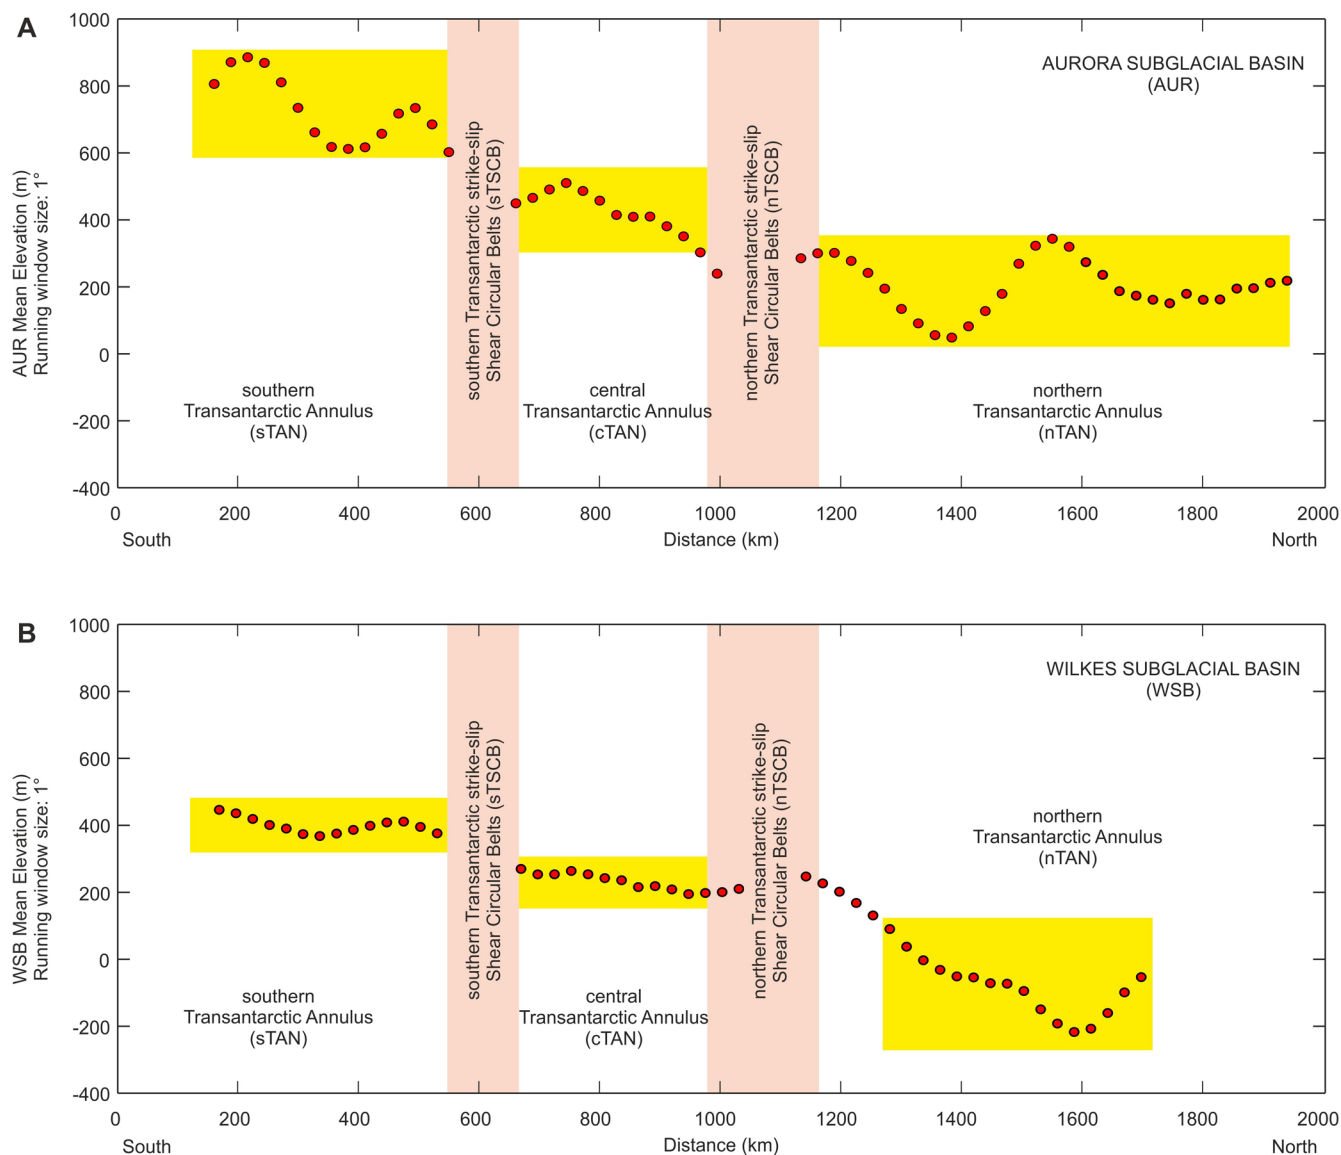 A
1000
800
600
400
200
0
-200
-400
AUR Mean Elevation (m)
Running window size: 1°
AURORA SUBGLACIAL BASIN
(AUR)
southern Transantarctic strike-slip
Shear Circular Belts (sTSCB)
northern Transantarctic strike-slip
Shear Circular Belts (nTSCB)
southern
Transantarctic Annulus
(sTAN)
central
Transantarctic Annulus
(cTAN)
northern
Transantarctic Annulus
(nTAN)
0 200 400 600 800 1000 1200 1400 1600 1800 2000
South Distance (km) North
B
1000
800
600
400
200
0
-200
-400
WSB Mean Elevation (m)
Running window size: 1°
WILKES SUBGLACIAL BASIN
(WSB)
southern Transantarctic strike-slip
Shear Circular Belts (sTSCB)
northern Transantarctic strike-slip
Shear Circular Belts (nTSCB)
northern
Transantarctic Annulus
(nTAN)
southern
Transantarctic Annulus
(sTAN)
central
Transantarctic Annulus
(cTAN)
0 200 400 600 800 1000 1200 1400 1600 1800 2000
South Distance (km) North